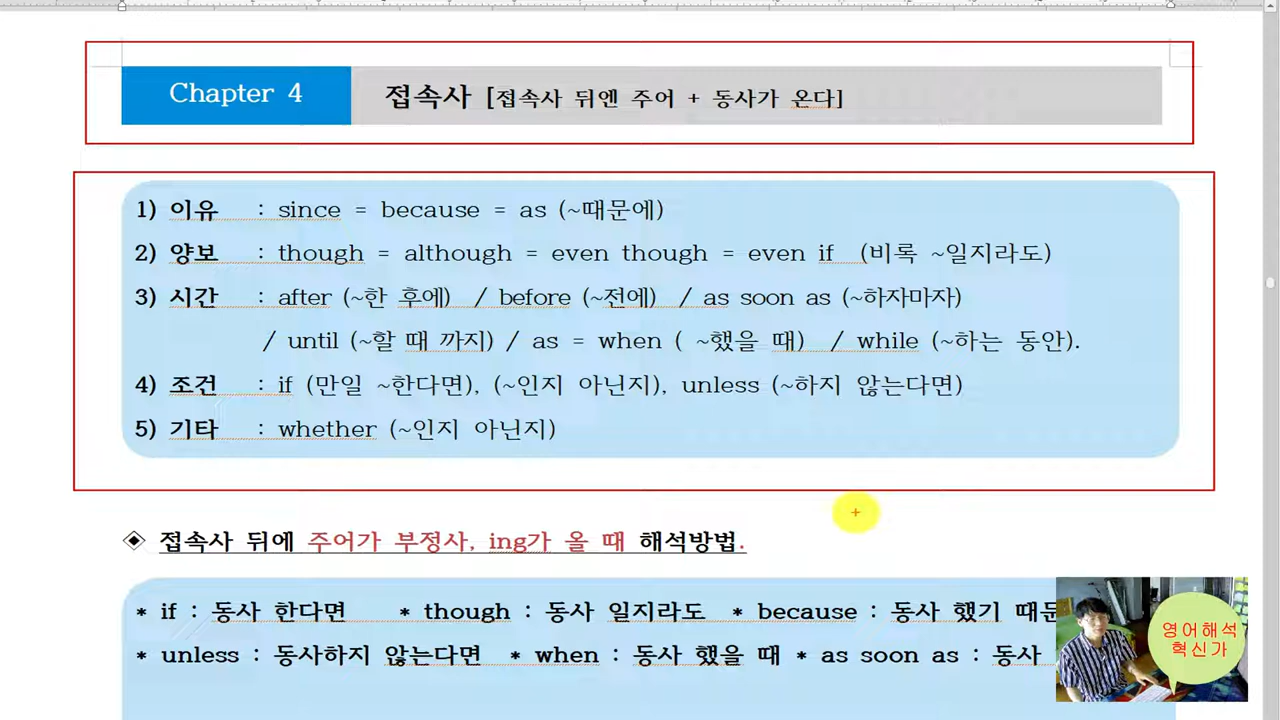 Chapter 4
접속사 [접속사 뒤엔 주어 + 동사가 온다]
1) 이유 : since = because = as (~때문에)
2) 양보 : though = although = even though = even if (비록 ~일지라도)
3) 시간 : after (~한 후에) / before (~전에) / as soon as (~하자마자)
/ until (~할 때 까지) / as = when ( ~했을 때) / while (~하는 동안).
4) 조건 : if (만일 ~한다면), (~인지 아닌지), unless (~하지 않는다면)
5) 기타 : whether (~인지 아닌지)
◈ 접속사 뒤에 주어가 부정사, ing가 올 때 해석방법.
* if : 동사 한다면 * though : 동사 일지라도 * because : 동사 했기
* unless : 동사하지 않는다면 * when : 동사 했을 때 * as soon as : 동사
영어해석
혁신가